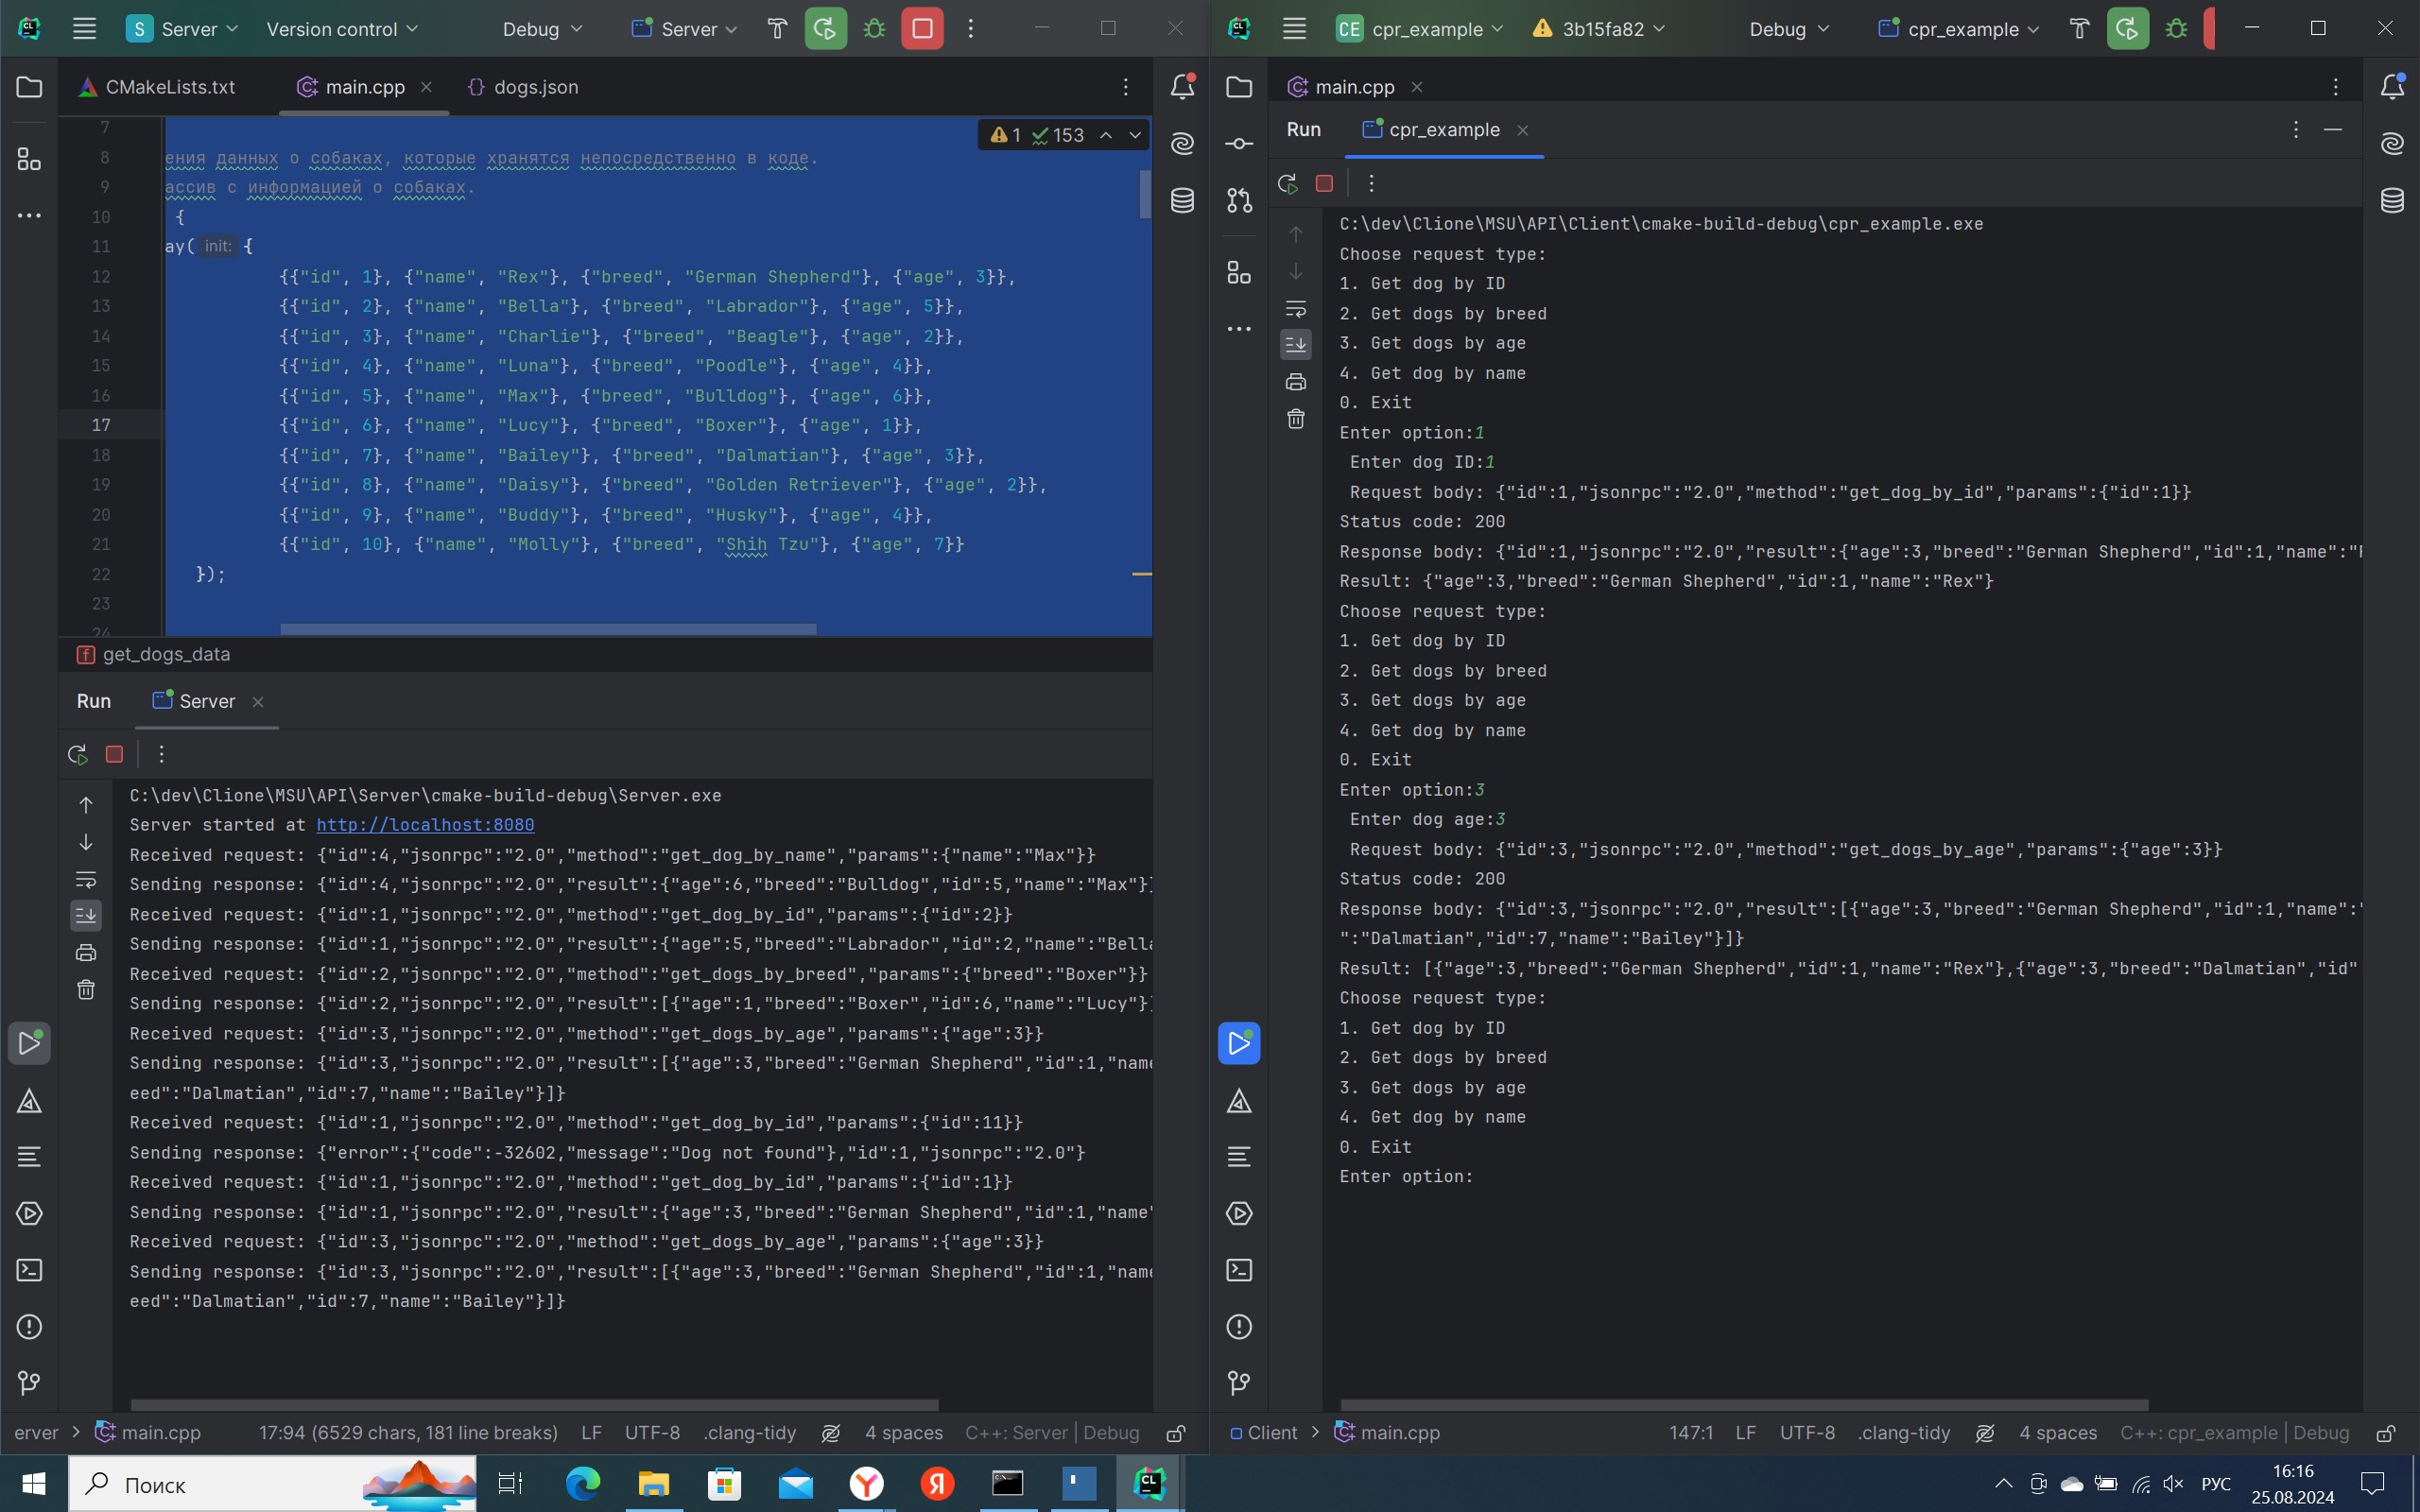 S Server Version control Debug Server
CMakeLists.txt main.cpp {} dogs.json
1 153
7
8 ения данных о собаках, которые хранятся непосредственно в коде.
9 ассив с информацией о собаках.
10 {
11 ay( init: {
12 {{"id", 1}, {"name", "Rex"}, {"breed", "German Shepherd"}, {"age", 3}},
13 {{"id", 2}, {"name", "Bella"}, {"breed", "Labrador"}, {"age", 5}},
14 {{"id", 3}, {"name", "Charlie"}, {"breed", "Beagle"}, {"age", 2}},
15 {{"id", 4}, {"name", "Luna"}, {"breed", "Poodle"}, {"age", 4}},
16 {{"id", 5}, {"name", "Max"}, {"breed", "Bulldog"}, {"age", 6}},
17 {{"id", 6}, {"name", "Lucy"}, {"breed", "Boxer"}, {"age", 1}},
18 {{"id", 7}, {"name", "Bailey"}, {"breed", "Dalmatian"}, {"age", 3}},
19 {{"id", 8}, {"name", "Daisy"}, {"breed", "Golden Retriever"}, {"age", 2}},
20 {{"id", 9}, {"name", "Buddy"}, {"breed", "Husky"}, {"age", 4}},
21 {{"id", 10}, {"name", "Molly"}, {"breed", "Shih Tzu"}, {"age", 7}}
22 });
23
24
f get_dogs_data
Run Server
C:\dev\Clione\MSU\API\Server\cmake-build-debug\Server.exe
Server started at http://localhost:8080
Received request: {"id":4,"jsonrpc":"2.0","method":"get_dog_by_name","params":{"name":"Max"}}
Sending response: {"id":4,"jsonrpc":"2.0","result":{"age":6,"breed":"Bulldog","id":5,"name":"Max"}}
Received request: {"id":1,"jsonrpc":"2.0","method":"get_dog_by_id","params":{"id":2}}
Sending response: {"id":1,"jsonrpc":"2.0","result":{"age":5,"breed":"Labrador","id":2,"name":"Bella
Received request: {"id":2,"jsonrpc":"2.0","method":"get_dogs_by_breed","params":{"breed":"Boxer"}}
Sending response: {"id":2,"jsonrpc":"2.0","result":[{"age":1,"breed":"Boxer","id":6,"name":"Lucy"}]
Received request: {"id":3,"jsonrpc":"2.0","method":"get_dogs_by_age","params":{"age":3}}
Sending response: {"id":3,"jsonrpc":"2.0","result":[{"age":3,"breed":"German Shepherd","id":1,"name
eed":"Dalmatian","id":7,"name":"Bailey"}]}
Received request: {"id":1,"jsonrpc":"2.0","method":"get_dog_by_id","params":{"id":11}}
Sending response: {"error":{"code":-32602,"message":"Dog not found"},"id":1,"jsonrpc":"2.0"}
Received request: {"id":1,"jsonrpc":"2.0","method":"get_dog_by_id","params":{"id":1}}
Sending response: {"id":1,"jsonrpc":"2.0","result":{"age":3,"breed":"German Shepherd","id":1,"name"
Received request: {"id":3,"jsonrpc":"2.0","method":"get_dogs_by_age","params":{"age":3}}
Sending response: {"id":3,"jsonrpc":"2.0","result":[{"age":3,"breed":"German Shepherd","id":1,"name
eed":"Dalmatian","id":7,"name":"Bailey"}]}
erver > main.cpp 17:94 (6529 chars, 181 line breaks) LF UTF-8 .clang-tidy 4 spaces C++: Server | Debug
CE cpr_example 3b15fa82 Debug cpr_example
main.cpp
Run cpr_example
C:\dev\Clione\MSU\API\Client\cmake-build-debug\cpr_example.exe
Choose request type:
1. Get dog by ID
2. Get dogs by breed
3. Get dogs by age
4. Get dog by name
0. Exit
Enter option:1
Enter dog ID:1
Request body: {"id":1,"jsonrpc":"2.0","method":"get_dog_by_id","params":{"id":1}}
Status code: 200
Response body: {"id":1,"jsonrpc":"2.0","result":{"age":3,"breed":"German Shepherd","id":1,"name":"R
Result: {"age":3,"breed":"German Shepherd","id":1,"name":"Rex"}
Choose request type:
1. Get dog by ID
2. Get dogs by breed
3. Get dogs by age
4. Get dog by name
0. Exit
Enter option:3
Enter dog age:3
Request body: {"id":3,"jsonrpc":"2.0","method":"get_dogs_by_age","params":{"age":3}}
Status code: 200
Response body: {"id":3,"jsonrpc":"2.0","result":[{"age":3,"breed":"German Shepherd","id":1,"name":"
":"Dalmatian","id":7,"name":"Bailey"}]}
Result: [{"age":3,"breed":"German Shepherd","id":1,"name":"Rex"},{"age":3,"breed":"Dalmatian","id"
Choose request type:
1. Get dog by ID
2. Get dogs by breed
3. Get dogs by age
4. Get dog by name
0. Exit
Enter option:
Client > main.cpp 147:1 LF UTF-8 .clang-tidy 4 spaces C++: cpr_example | Debug
Поиск
РУС
16:16
25.08.2024